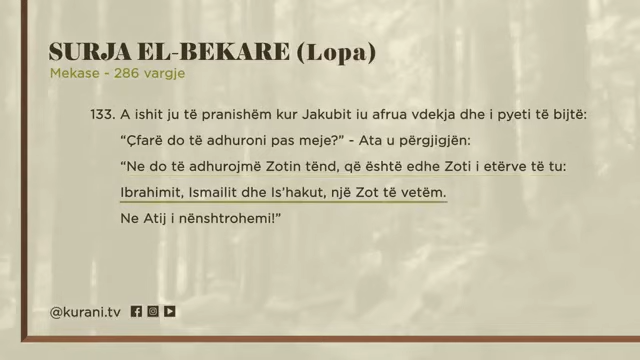 SURJA EL-BEKARE (Lopa)
Mekase - 286 vargje
133. A ishit ju të pranishëm kur Jakubit iu afrua vdekja dhe i pyeti të bijtë:
“Çfarë do të adhuroni pas meje?” - Ata u përgjigjën:
“Ne do të adhurojmë Zotin tënd, që është edhe Zoti i etërve të tu:
Ibrahimit, Ismailit dhe Is’hakut, një Zot të vetëm.
Ne Atij i nënshtrohemi!”
@kurani.tv